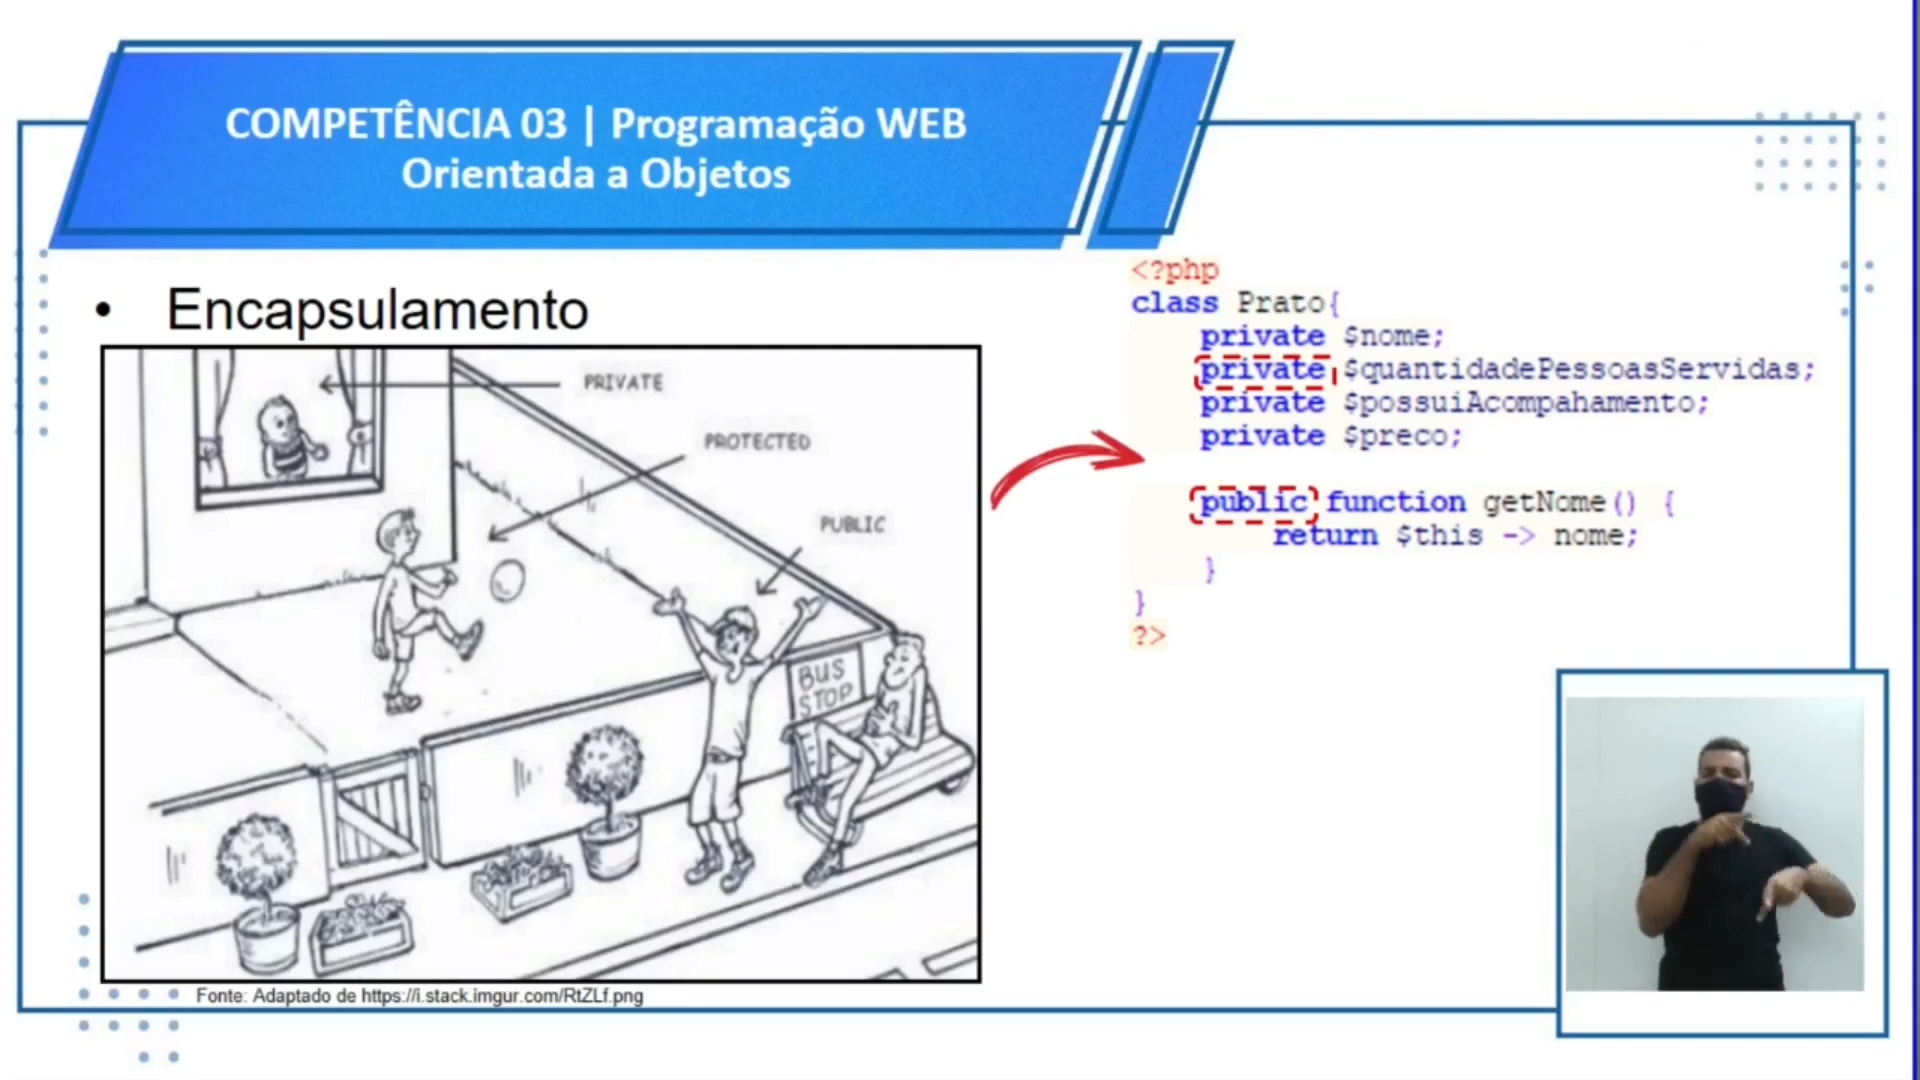 COMPETÊNCIA 03 | Programação WEB
Orientada a Objetos
• Encapsulamento
PRIVATE
PROTECTED
PUBLIC
BUS
STOP
Fonte: Adaptado de https://i.stack.imgur.com/RtZLf.png
<?php
class Prato{
private $nome;
private $quantidadePessoasServidas;
private $possuiAcompahamento;
private $preco;
public function getNome() {
return $this -> nome;
}
}
?>